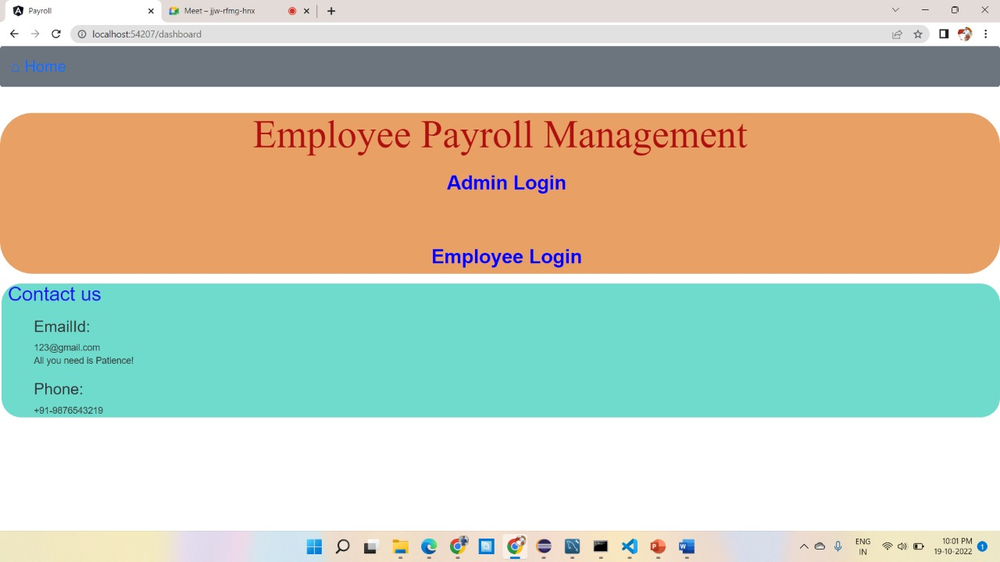 Payroll
Meet – jjw-rfmg-hnx
localhost:54207/dashboard
⌂ Home
Employee Payroll Management
Admin Login
Employee Login
Contact us
EmailId:
123@gmail.com
All you need is Patience!
Phone:
+91-9876543219
ENG
IN
10:01 PM
19-10-2022
1